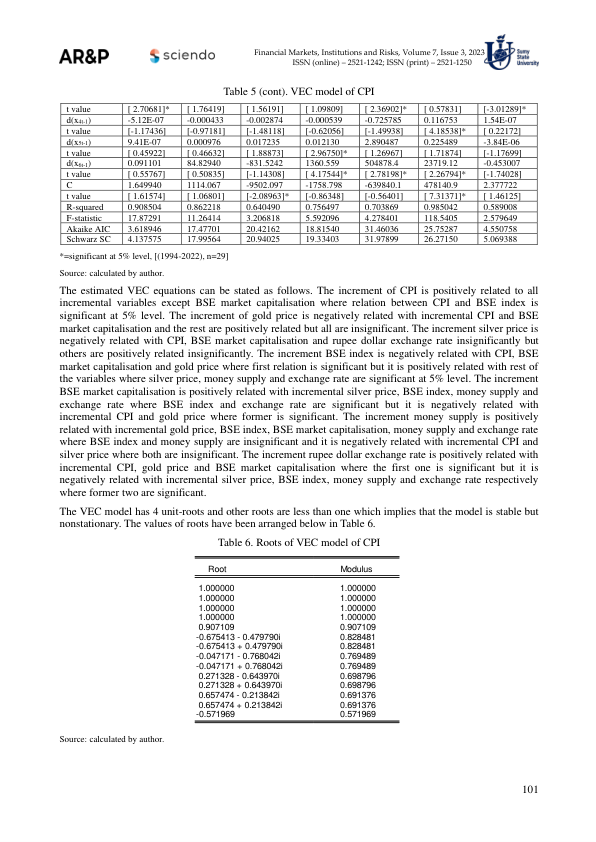 AR&P
sciendo
Financial Markets, Institutions and Risks, Volume 7, Issue 3, 2023
ISSN (online) – 2521-1242; ISSN (print) – 2521-1250
Sumy
State
University
Table 5 (cont). VEC model of CPI
t value [ 2.70681]* [ 1.76419] [ 1.56191] [ 1.09809] [ 2.36902]* [ 0.57831] [-3.01289]*
d(x4t-1) -5.12E-07 -0.000433 -0.002874 -0.000539 -0.725785 0.116753 1.54E-07
t value [-1.17436] [-0.97181] [-1.48118] [-0.62056] [-1.49938] [ 4.18538]* [ 0.22172]
d(x5t-1) 9.41E-07 0.000976 0.017235 0.012130 2.890487 0.225489 -3.84E-06
t value [ 0.45922] [ 0.46632] [ 1.88873] [ 2.96750]* [ 1.26967] [ 1.71874] [-1.17699]
d(x6t-1) 0.091101 84.82940 -831.5242 1360.559 504878.4 23719.12 -0.453007
t value [ 0.55767] [ 0.50835] [-1.14308] [ 4.17544]* [ 2.78198]* [ 2.26794]* [-1.74028]
C 1.649940 1114.067 -9502.097 -1758.798 -639840.1 478140.9 2.377722
t value [ 1.61574] [ 1.06801] [-2.08963]* [-0.86348] [-0.56401] [ 7.31371]* [ 1.46125]
R-squared 0.908504 0.862218 0.640490 0.756497 0.703869 0.985042 0.589008
F-statistic 17.87291 11.26414 3.206818 5.592096 4.278401 118.5405 2.579649
Akaike AIC 3.618946 17.47701 20.42162 18.81540 31.46036 25.75287 4.550758
Schwarz SC 4.137575 17.99564 20.94025 19.33403 31.97899 26.27150 5.069388
*=significant at 5% level, [(1994-2022), n=29]
Source: calculated by author.
The estimated VEC equations can be stated as follows. The increment of CPI is positively related to all
incremental variables except BSE market capitalisation where relation between CPI and BSE index is
significant at 5% level. The increment of gold price is negatively related with incremental CPI and BSE
market capitalisation and the rest are positively related but all are insignificant. The increment silver price is
negatively related with CPI, BSE market capitalisation and rupee dollar exchange rate insignificantly but
others are positively related insignificantly. The increment BSE index is negatively related with CPI, BSE
market capitalisation and gold price where first relation is significant but it is positively related with rest of
the variables where silver price, money supply and exchange rate are significant at 5% level. The increment
BSE market capitalisation is positively related with incremental silver price, BSE index, money supply and
exchange rate where BSE index and exchange rate are significant but it is negatively related with
incremental CPI and gold price where former is significant. The increment money supply is positively
related with incremental gold price, BSE index, BSE market capitalisation, money supply and exchange rate
where BSE index and money supply are insignificant and it is negatively related with incremental CPI and
silver price where both are insignificant. The increment rupee dollar exchange rate is positively related with
incremental CPI, gold price and BSE market capitalisation where the first one is significant but it is
negatively related with incremental silver price, BSE index, money supply and exchange rate respectively
where former two are significant.
The VEC model has 4 unit-roots and other roots are less than one which implies that the model is stable but
nonstationary. The values of roots have been arranged below in Table 6.
Table 6. Roots of VEC model of CPI
Root Modulus
1.000000 1.000000
1.000000 1.000000
1.000000 1.000000
1.000000 1.000000
0.907109 0.907109
-0.675413 - 0.479790i 0.828481
-0.675413 + 0.479790i 0.828481
-0.047171 - 0.768042i 0.769489
-0.047171 + 0.768042i 0.769489
0.271328 - 0.643970i 0.698796
0.271328 + 0.643970i 0.698796
0.657474 - 0.213842i 0.691376
0.657474 + 0.213842i 0.691376
-0.571969 0.571969
Source: calculated by author.
101